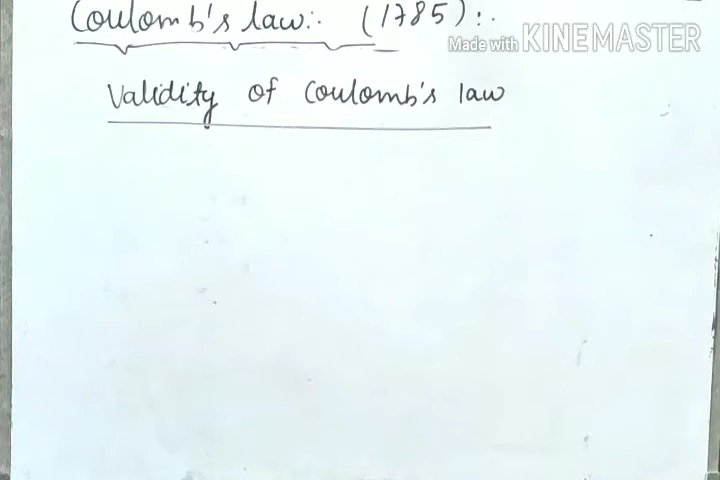 Coulomb's law:. (1785):.
Made with KINEMASTER
Validity of Coulomb's law